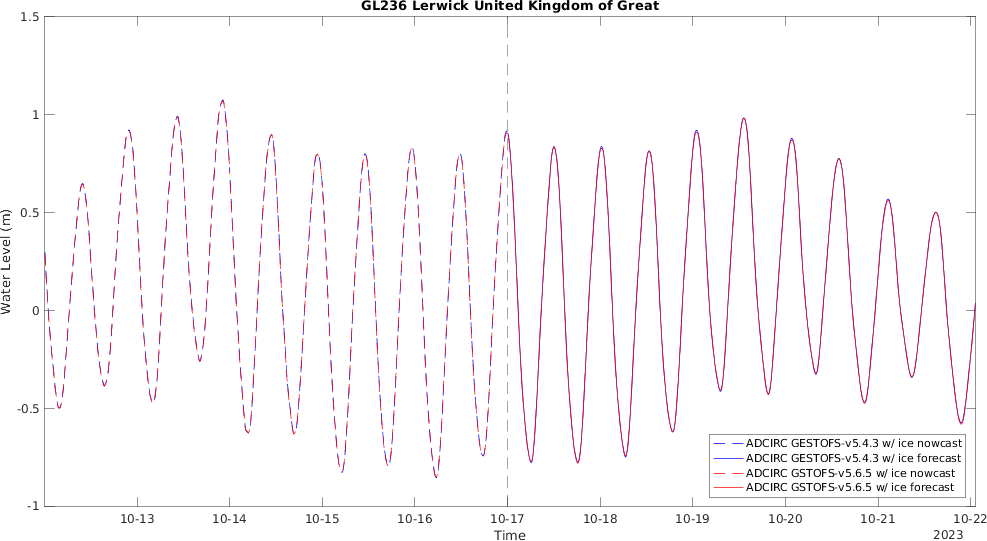 GL236 Lerwick United Kingdom of Great
1.5
1
0.5
0
-0.5
-1
Water Level (m)
10-13
10-14
10-15
10-16
10-17
10-18
10-19
10-20
10-21
10-22
2023
Time
ADCIRC GESTOFS-v5.4.3 w/ ice nowcast
ADCIRC GESTOFS-v5.4.3 w/ ice forecast
ADCIRC GSTOFS-v5.6.5 w/ ice nowcast
ADCIRC GSTOFS-v5.6.5 w/ ice forecast